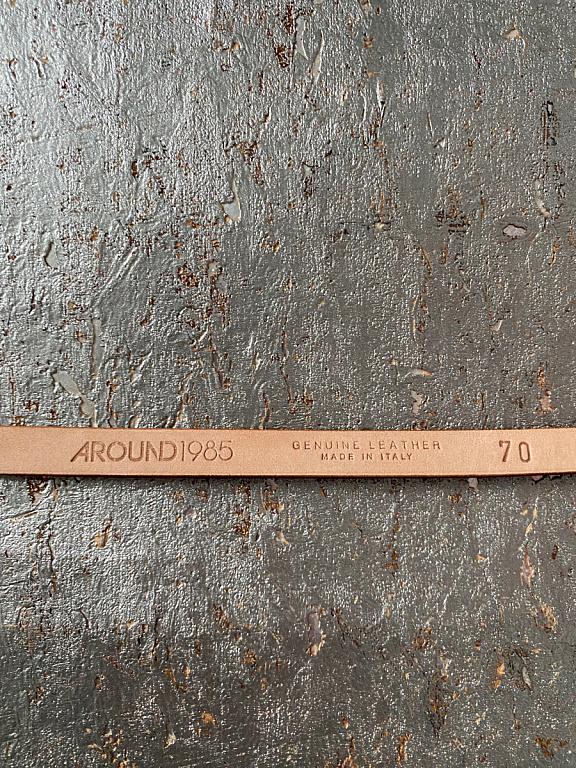 AROUND1985
GENUINE LEATHER
MADE IN ITALY
70